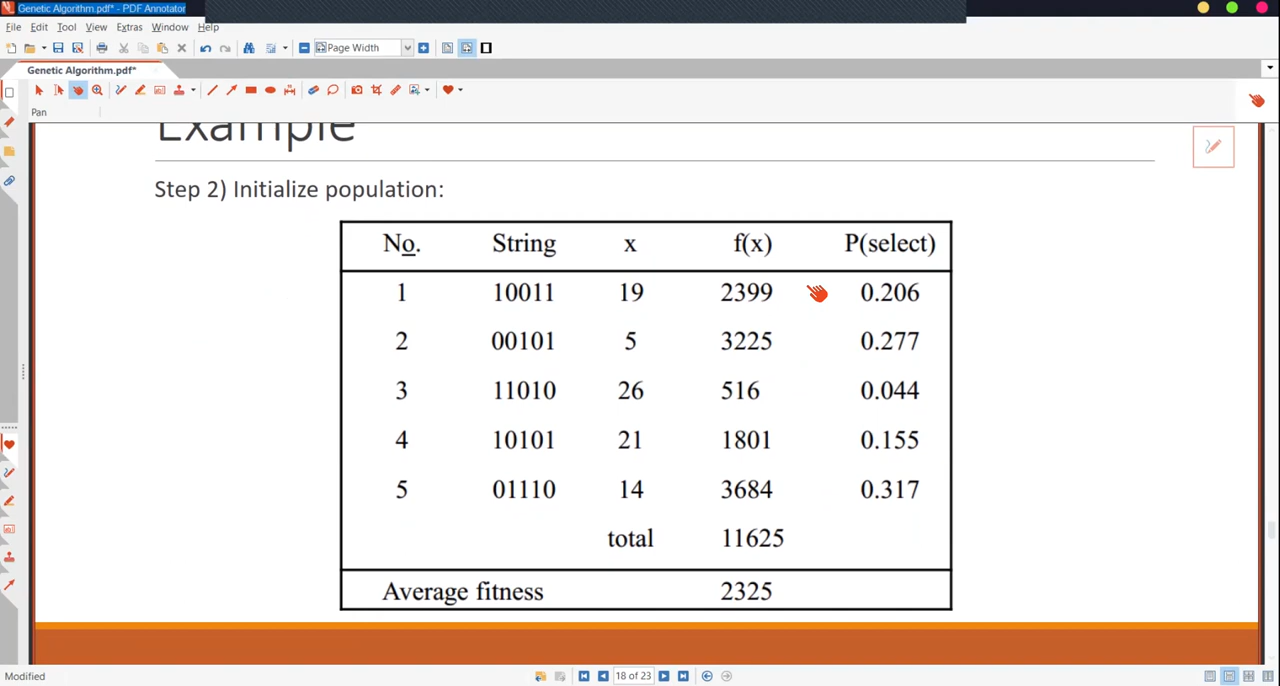 Genetic Algorithm.pdf* - PDF Annotator
File Edit Tool View Extras Window Help
Page Width
Genetic Algorithm.pdf*
Pan
Example
Step 2) Initialize population:
No. String x f(x) P(select)
1 10011 19 2399 0.206
2 00101 5 3225 0.277
3 11010 26 516 0.044
4 10101 21 1801 0.155
5 01110 14 3684 0.317
total 11625
Average fitness 2325
Modified
18 of 23